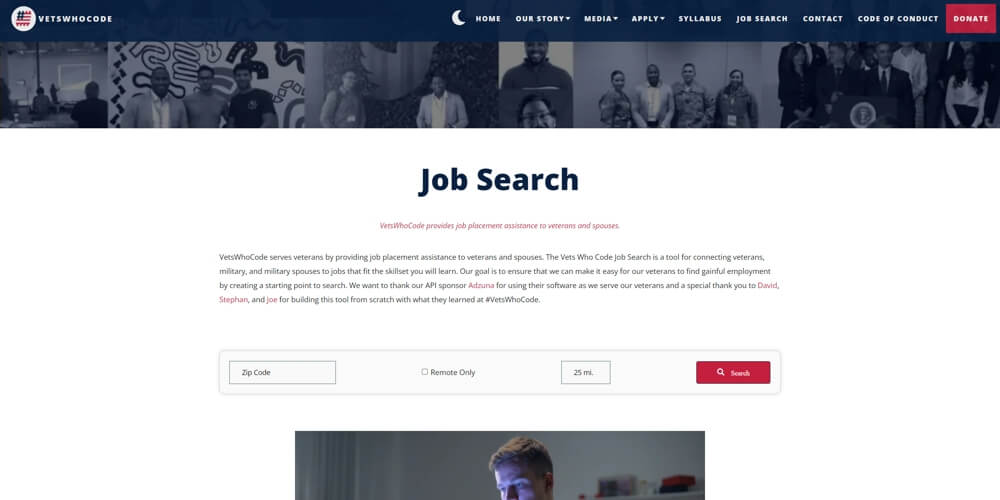 VETSWHOCODE
HOME OUR STORY MEDIA APPLY SYLLABUS JOB SEARCH CONTACT CODE OF CONDUCT DONATE
Job Search
VetsWhoCode provides job placement assistance to veterans and spouses.
VetsWhoCode serves veterans by providing job placement assistance to veterans and spouses. The Vets Who Code Job Search is a tool for connecting veterans,
military, and military spouses to jobs that fit the skillset you will learn. Our goal is to ensure that we can make it easy for our veterans to find gainful employment
by creating a starting point to search. We want to thank our API sponsor Adzuna for using their software as we serve our veterans and a special thank you to David,
Stephan, and Joe for building this tool from scratch with what they learned at #VetsWhoCode.
Zip Code Remote Only 25 mi. Search